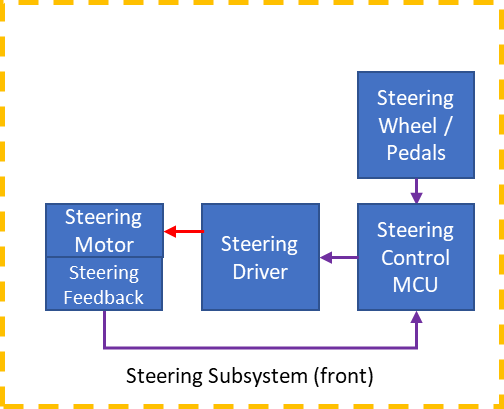 Steering
Wheel /
Pedals
Steering
Motor
Steering
Feedback
Steering
Driver
Steering
Control
MCU
Steering Subsystem (front)